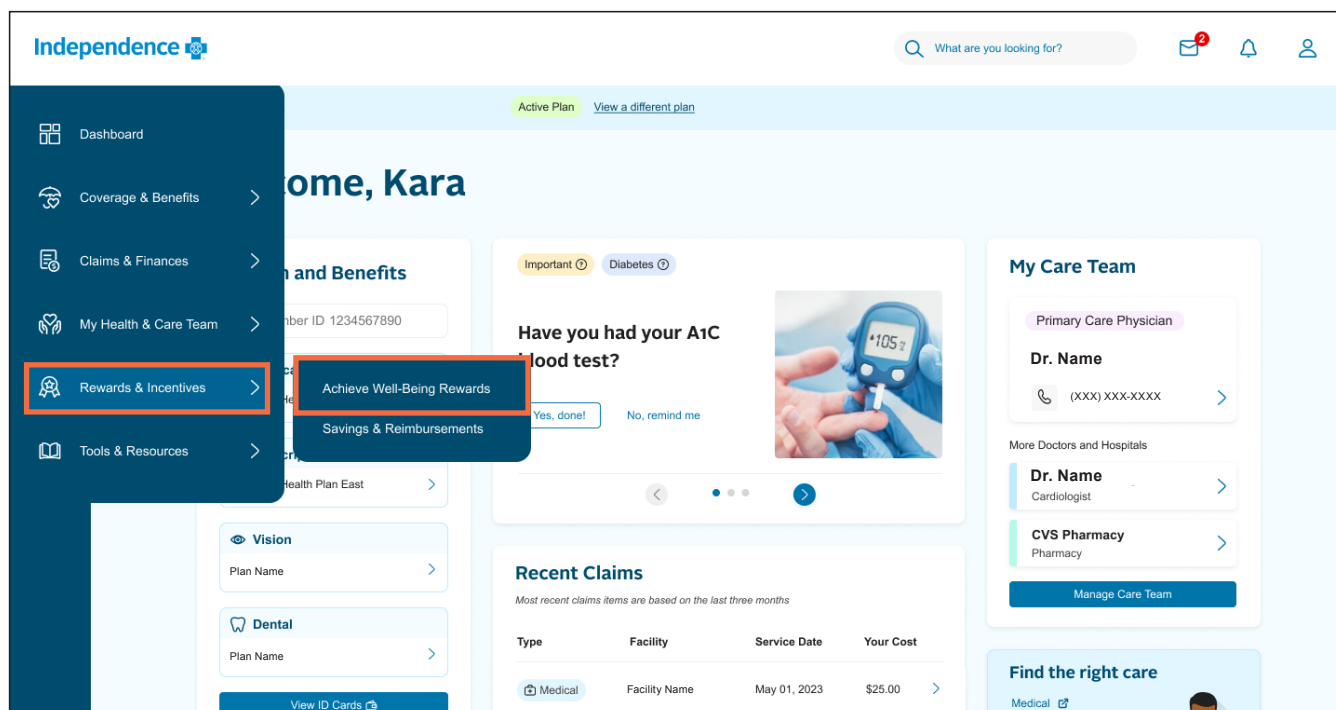 Independence
What are you looking for?
2
Active Plan View a different plan
Dashboard
Coverage & Benefits
Claims & Finances
My Health & Care Team
Rewards & Incentives
Tools & Resources
Achieve Well-Being Rewards
Savings & Reimbursements
ome, Kara
and Benefits
ID 1234567890
Health Plan East
Vision
Plan Name
Dental
Plan Name
View ID Cards
Important
Diabetes
Have you had your A1C
blood test?
Yes, done!
No, remind me
105
Recent Claims
Most recent claims items are based on the last three months
Type Facility Service Date Your Cost
Medical Facility Name May 01, 2023 $25.00
My Care Team
Primary Care Physician
Dr. Name
(XXX) XXX-XXXX
More Doctors and Hospitals
Dr. Name
Cardiologist
CVS Pharmacy
Pharmacy
Manage Care Team
Find the right care
Medical